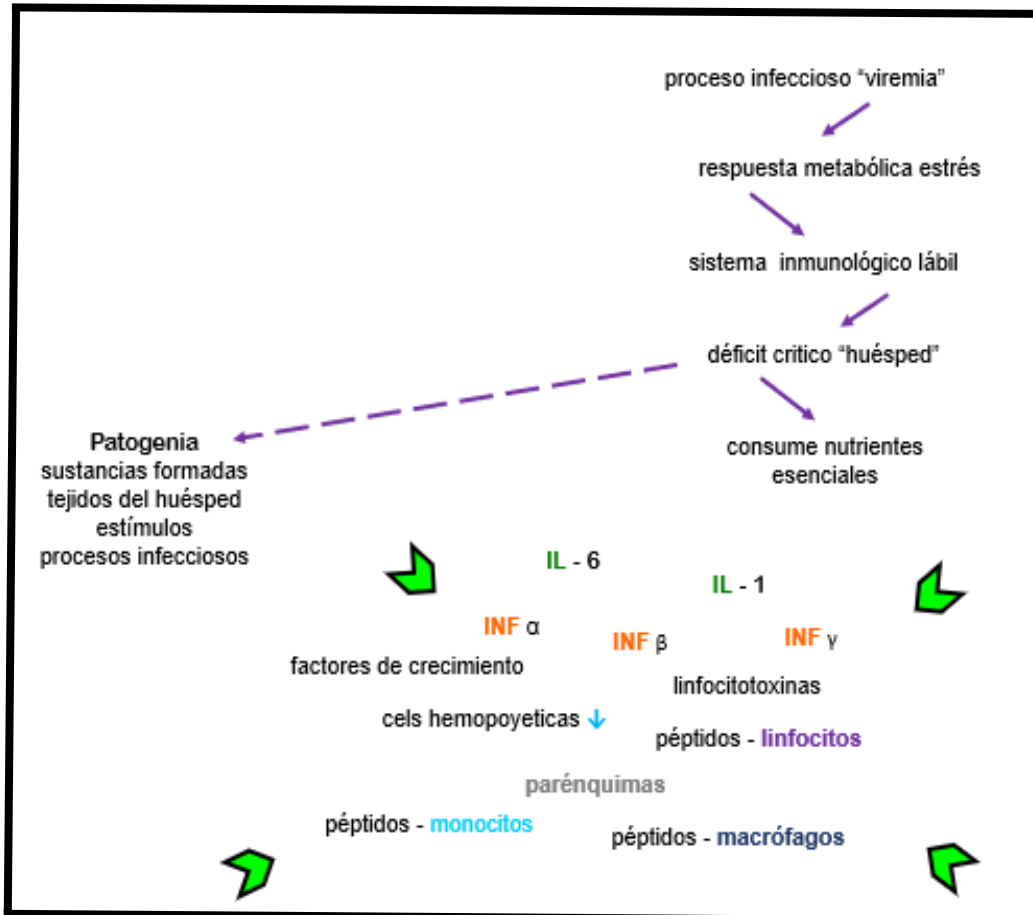 proceso infeccioso “viremia”
respuesta metabólica estrés
sistema inmunológico lábil
déficit critico “huésped”
consume nutrientes
esenciales
Patogenia
sustancias formadas
tejidos del huésped
estímulos
procesos infecciosos
IL - 6
IL - 1
INF α
INF β
INF γ
factores de crecimiento
linfocitotoxinas
cels hemopoyeticas
péptidos - linfocitos
parénquimas
péptidos - monocitos
péptidos - macrófagos